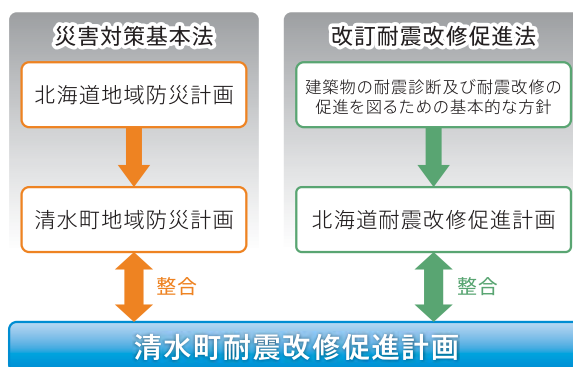 災害対策基本法
北海道地域防災計画
清水町地域防災計画
整合
改訂耐震改修促進法
建築物の耐震診断及び耐震改修の
促進を図るための基本的な方針
北海道耐震改修促進計画
整合
清水町耐震改修促進計画